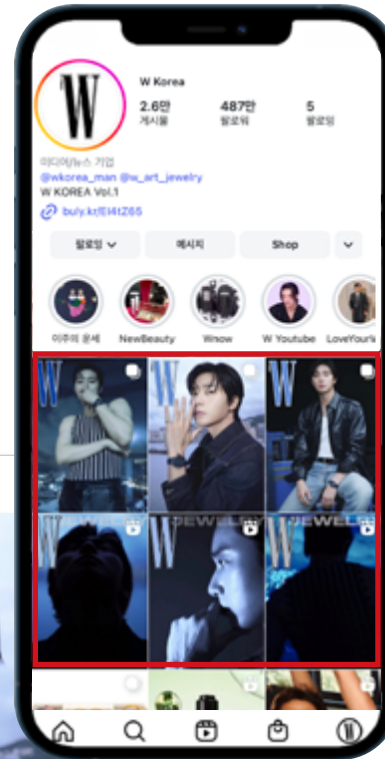 W
W Korea
2.6만 487만 5
게시물 팔로워 팔로잉
미디어/뉴스 기업
@wkorea_man @w_art_jewelry
W KOREA Vol.1
buly.kr/El4tZ65
팔로잉 메시지 Shop
이주의 운세 NewBeauty Wnow W Youtube LoveYourW
W W W
JEWELRY JEWELRY
W W W
W